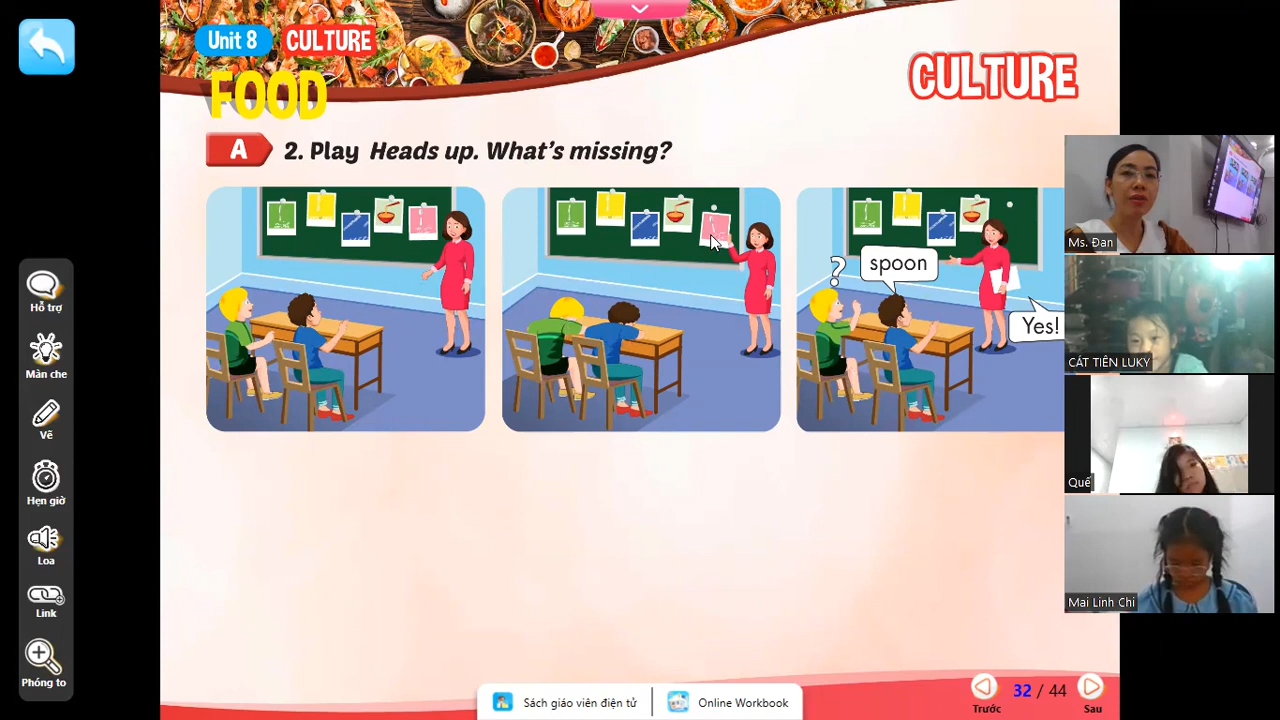 Unit 8 CULTURE
FOOD
CULTURE
A 2. Play Heads up. What's missing?
?
spoon
Yes!
Ms. Đan
CÁT TIÊN LUKY
Quế
Mai Linh Chi
Hỗ trợ
Màn che
Vẽ
Hẹn giờ
Loa
Link
Phóng to
Sách giáo viên điện tử
Online Workbook
Trước
32 / 44
Sau